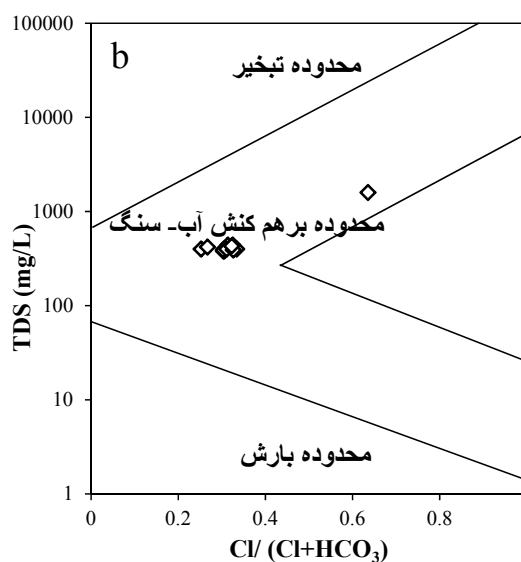 b
محدوده تبخیر
محدوده برهم کنش آب- سنگ
محدوده بارش
TDS (mg/L)
100000
10000
1000
100
10
1
0
0.2
0.4
0.6
0.8
Cl/ (Cl+HCO₃)